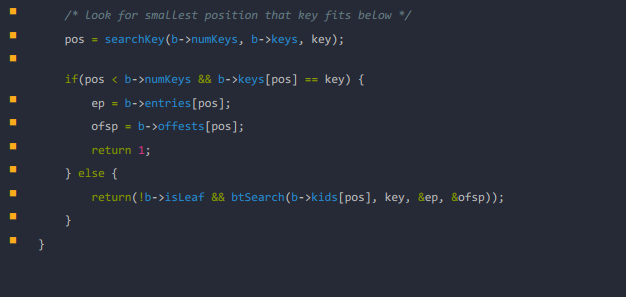 /* look for smallest position that key fits below */
pos = searchKey(b->numKeys, b->keys, key);
if(pos < b->numKeys && b->keys[pos] == key) {
ep = b->entries[pos];
ofsp = b->offests[pos];
return 1;
} else {
return(!b->isLeaf && btSearch(b->kids[pos], key, &ep, &ofsp));
}
}